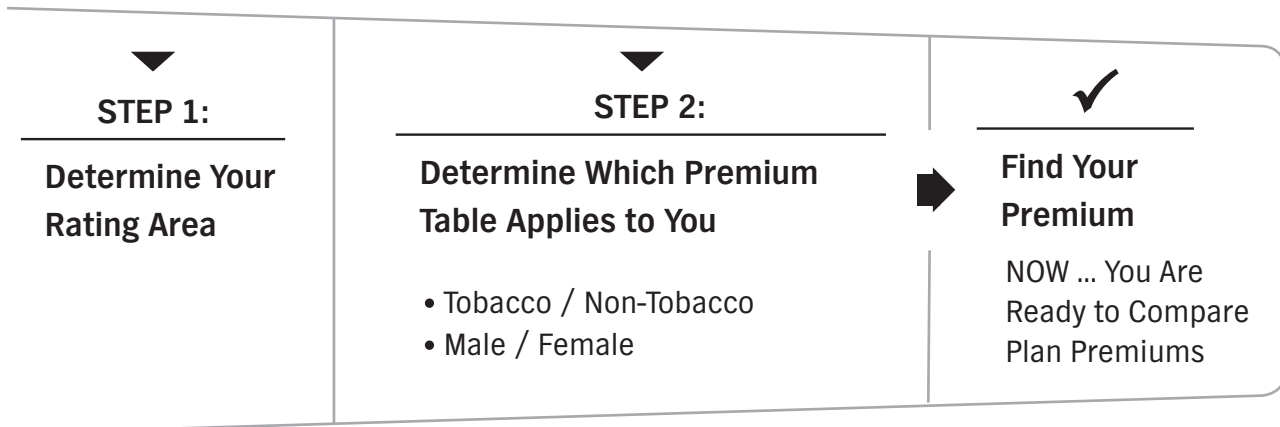 STEP 1:
Determine Your
Rating Area
STEP 2:
Determine Which Premium
Table Applies to You
• Tobacco / Non-Tobacco
• Male / Female
Find Your
Premium
NOW ... You Are
Ready to Compare
Plan Premiums